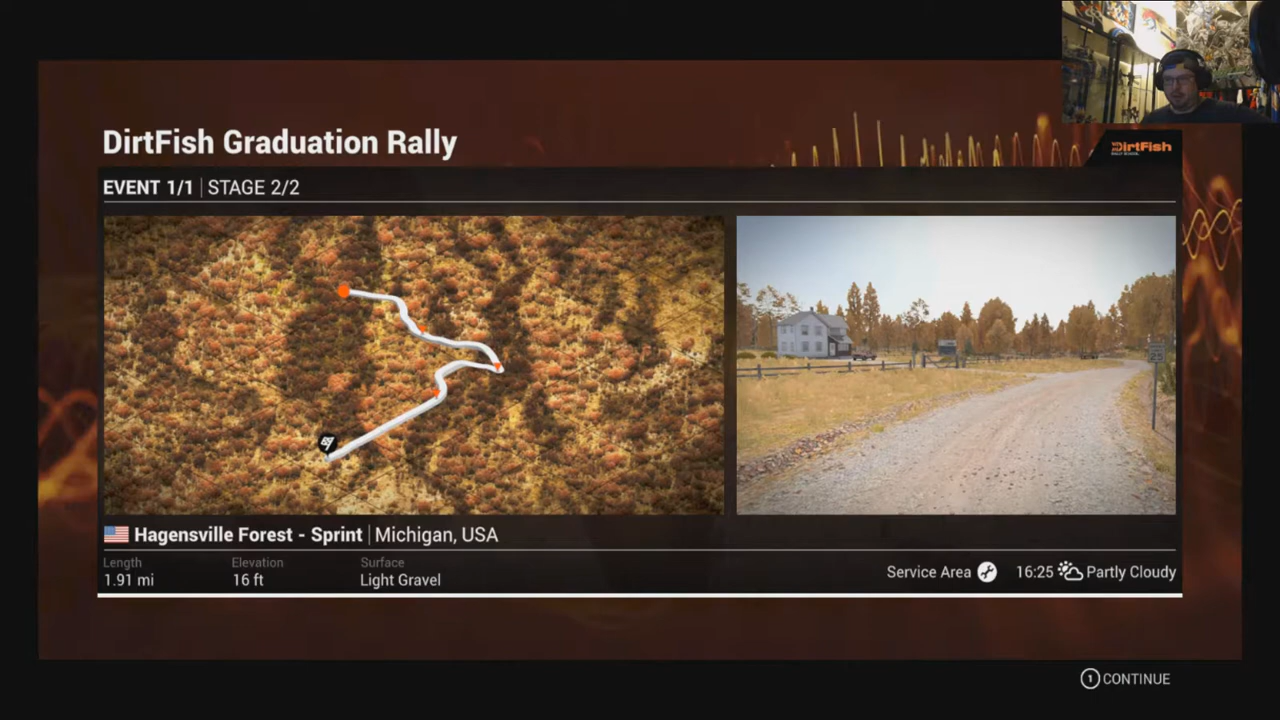 DirtFish Graduation Rally
DirtFish
EVENT 1/1 | STAGE 2/2
Hagensville Forest - Sprint | Michigan, USA
Length Elevation Surface
1.91 mi 16 ft Light Gravel
Service Area 16:25 Partly Cloudy
1 CONTINUE